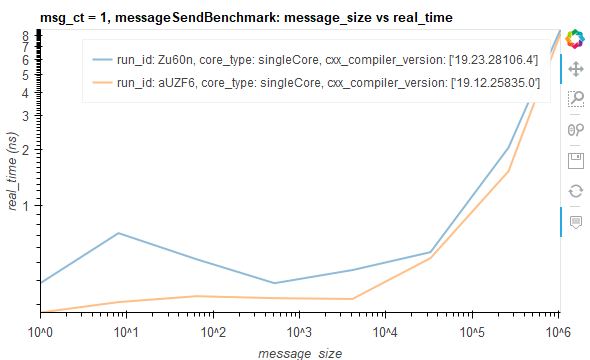 msg_ct = 1, messageSendBenchmark: message_size vs real_time
run_id: Zu60n, core_type: singleCore, cxx_compiler_version: ['19.23.28106.4']
run_id: aUZF6, core_type: singleCore, cxx_compiler_version: ['19.12.25835.0']
8
7
6
5
4
3
2
1
real_time (ns)
10^0 10^1 10^2 10^3 10^4 10^5 10^6
message_size